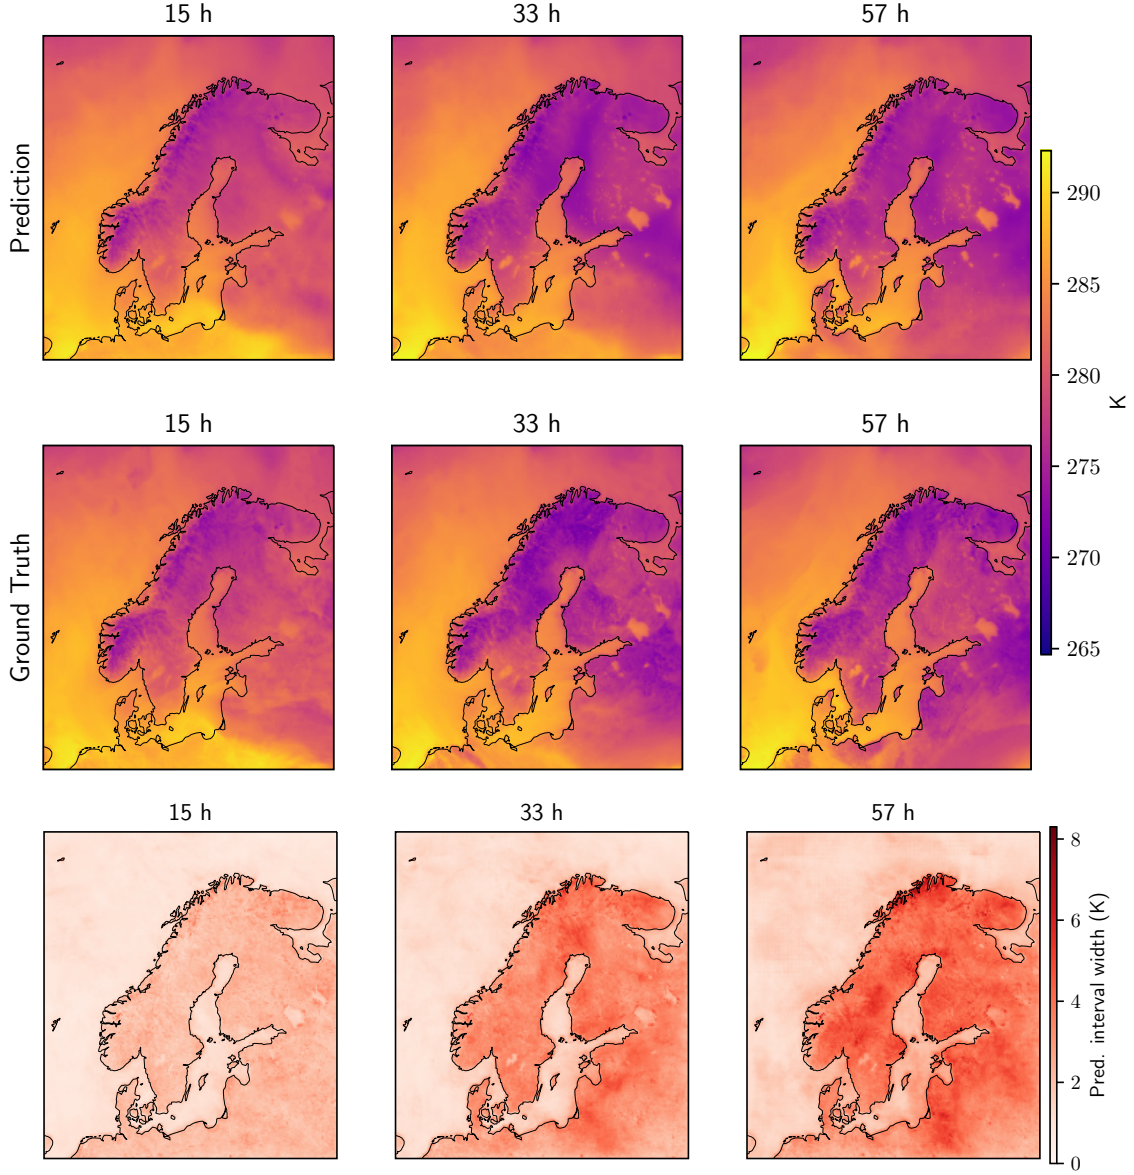 15 h
33 h
57 h
Prediction
290
285
280
275
270
265
K
15 h
33 h
57 h
Ground Truth
15 h
33 h
57 h
8
6
4
2
0
Pred. interval width (K)